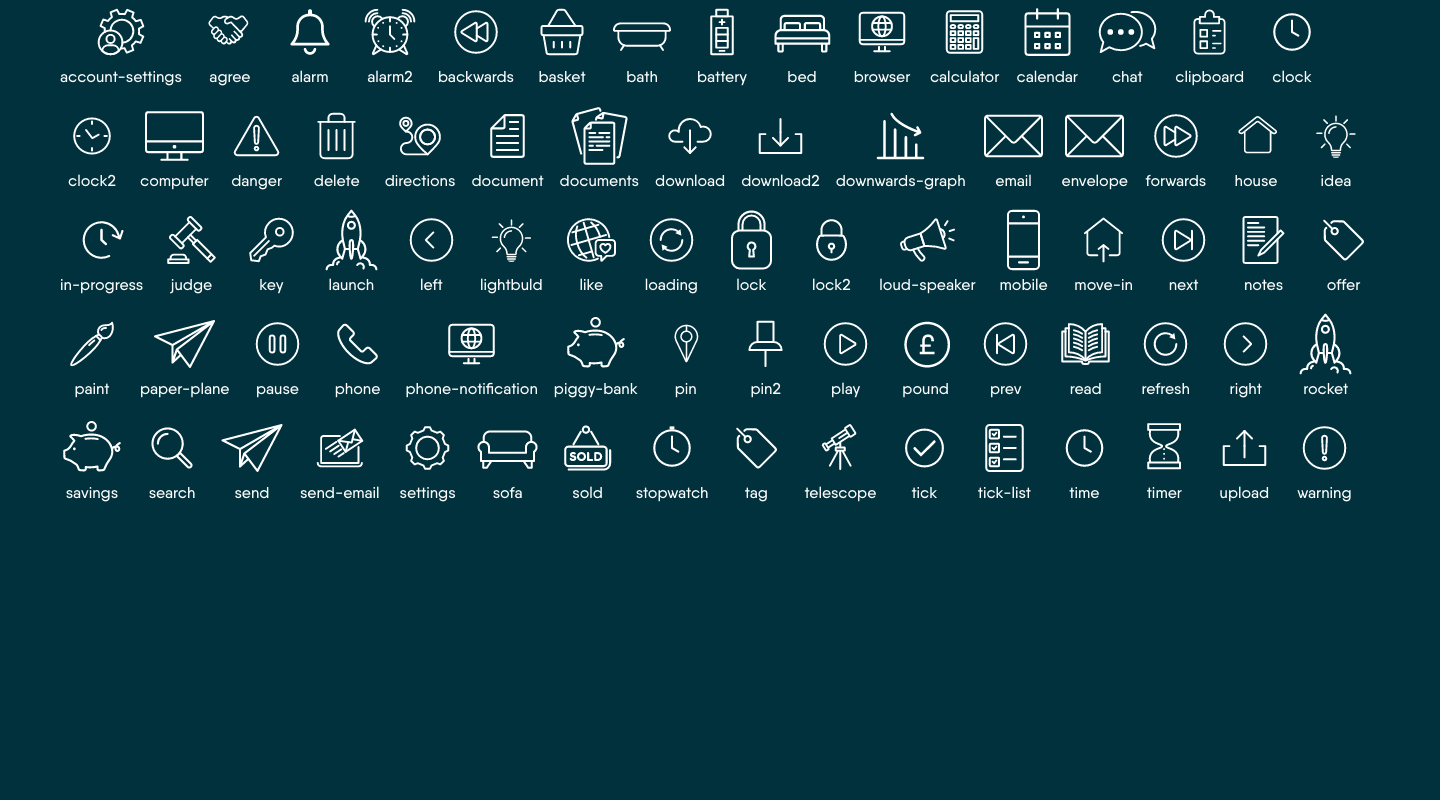 account-settings agree alarm alarm2 backwards basket bath battery bed browser calculator calendar chat clipboard clock
clock2 computer danger delete directions document documents download download2 downwards-graph email envelope forwards house idea
in-progress judge key launch left lightbuld like loading lock lock2 loud-speaker mobile move-in next notes offer
£
paint paper-plane pause phone phone-notification piggy-bank pin pin2 play pound prev read refresh right rocket
SOLD
savings search send send-email settings sofa sold stopwatch tag telescope tick tick-list time timer upload warning